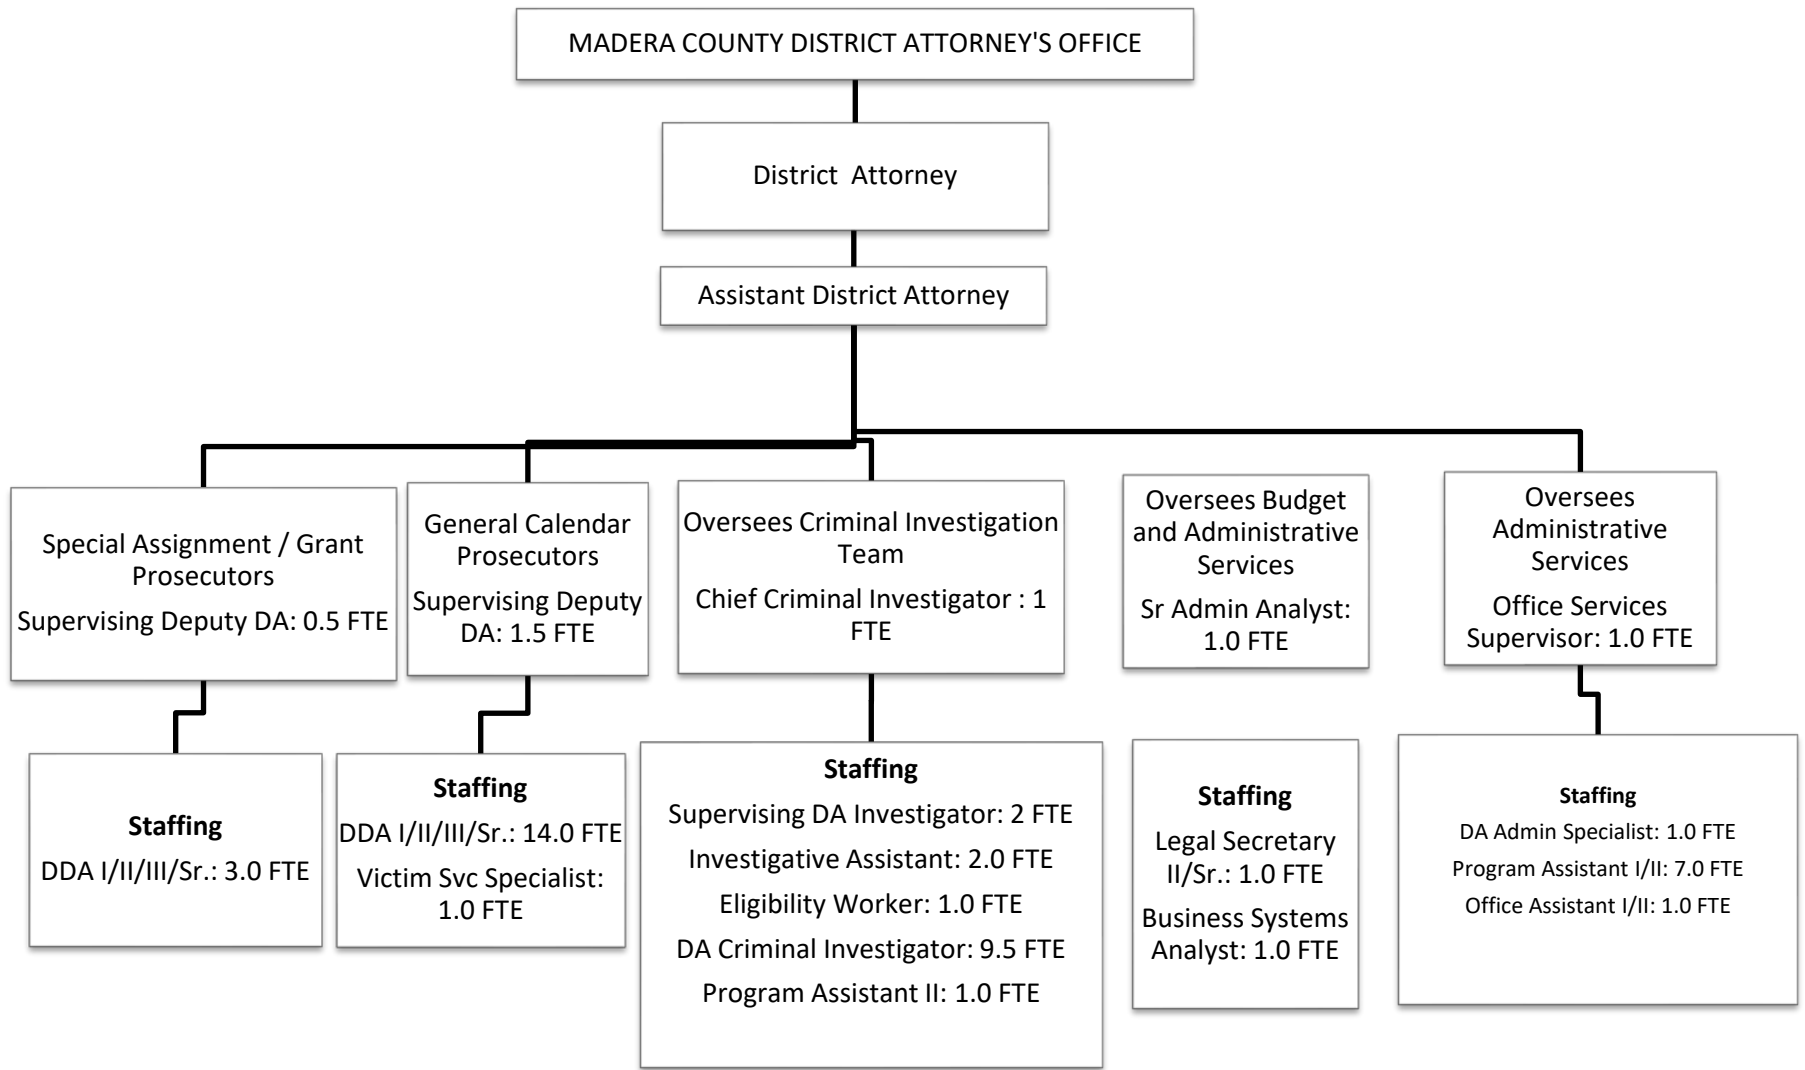 MADERA COUNTY DISTRICT ATTORNEY'S OFFICE
District  Attorney
Assistant District Attorney
Special Assignment / Grant
Prosecutors
Supervising Deputy DA: 0.5 FTE
General Calendar
Prosecutors
Supervising Deputy
DA: 1.5 FTE
Oversees Criminal Investigation
Team
Chief Criminal Investigator : 1
FTE
Oversees Budget
and Administrative
Services
Sr Admin Analyst:
1.0 FTE
Oversees
Administrative
Services
Office Services
Supervisor: 1.0 FTE
Staffing
DDA I/II/III/Sr.: 3.0 FTE
Staffing
DDA I/II/III/Sr.: 14.0 FTE
Victim Svc Specialist:
1.0 FTE
Staffing
Supervising DA Investigator: 2 FTE
Investigative Assistant: 2.0 FTE
Eligibility Worker: 1.0 FTE
DA Criminal Investigator: 9.5 FTE
Program Assistant II: 1.0 FTE
Staffing
Legal Secretary
II/Sr.: 1.0 FTE
Business Systems
Analyst: 1.0 FTE
Staffing
DA Admin Specialist: 1.0 FTE
Program Assistant I/II: 7.0 FTE
Office Assistant I/II: 1.0 FTE